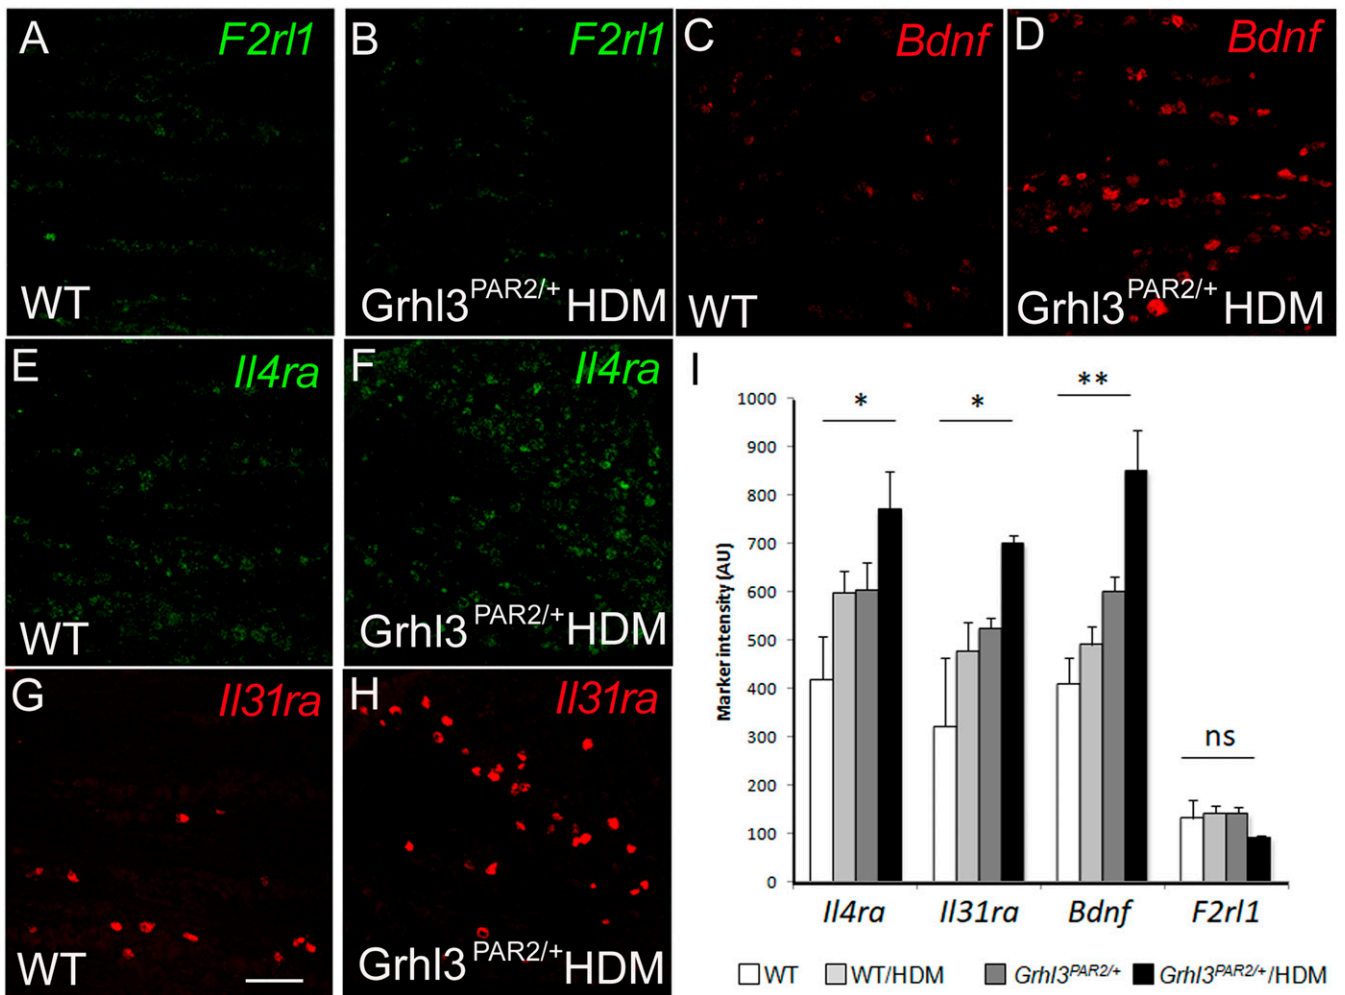 A F2rl1
B F2rl1
C Bdnf
D Bdnf
WT
Grhl3PAR2/+ HDM
WT
Grhl3PAR2/+ HDM
E Il4ra
F Il4ra
WT
Grhl3PAR2/+ HDM
G Il31ra
H Il31ra
WT
Grhl3PAR2/+ HDM
I
Marker intensity (AU)
1000
900
800
700
600
500
400
300
200
100
0
*
*
**
ns
Il4ra
Il31ra
Bdnf
F2rl1
WT
WT/HDM
Grhl3PAR2/+
Grhl3PAR2/+/HDM